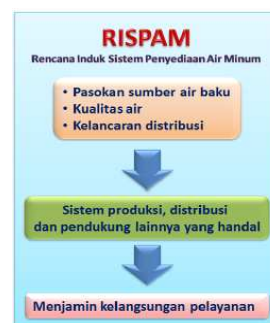 RISPAM
Rencana Induk Sistem Penyediaan Air Minum
• Pasokan sumber air baku
• Kualitas air
• Kelancaran distribusi
Sistem produksi, distribusi
dan pendukung lainnya yang handal
Menjamin kelangsungan pelayanan